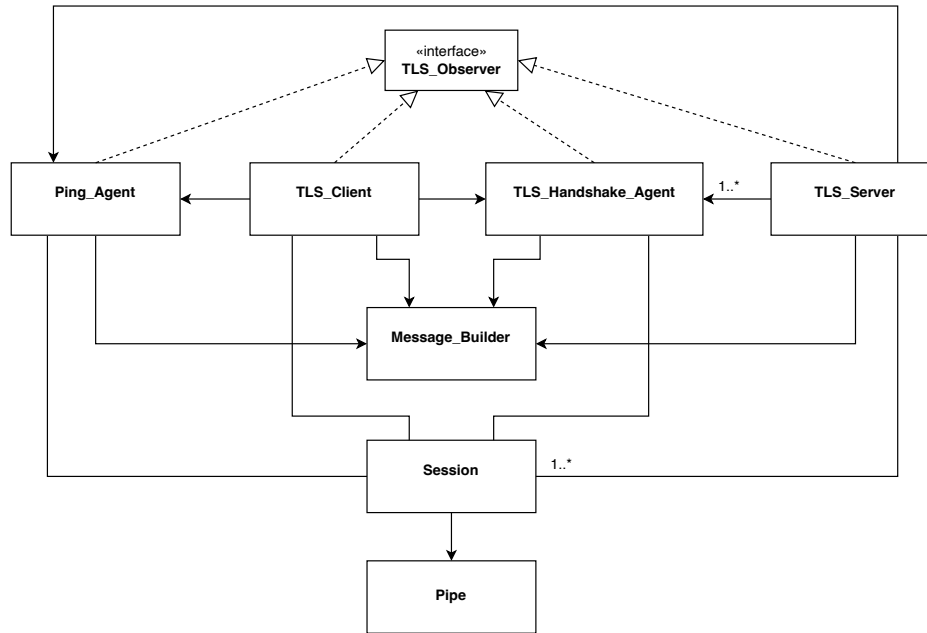 «interface»
TLS_Observer
Ping_Agent
TLS_Client
TLS_Handshake_Agent
1..*
TLS_Server
Message_Builder
Session
1..*
Pipe